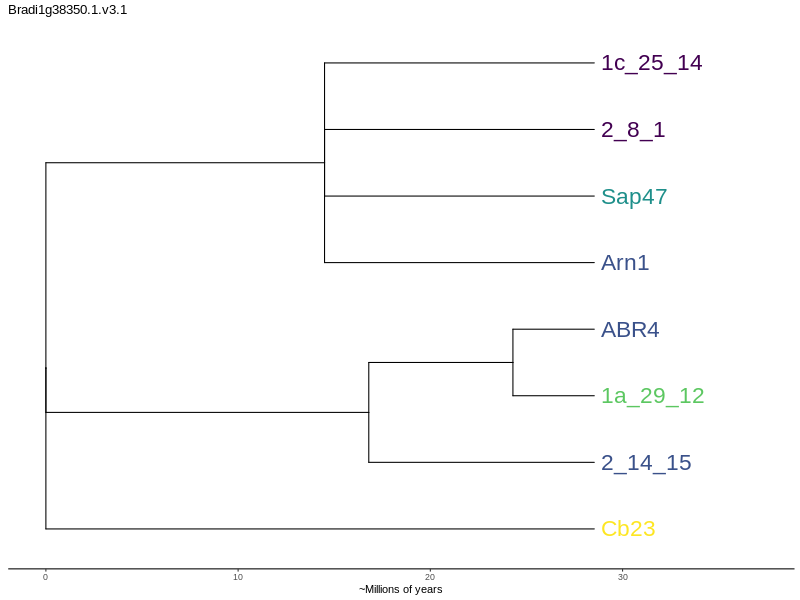 Bradi1g38350.1.v3.1
1c_25_14
2_8_1
Sap47
Arn1
ABR4
1a_29_12
2_14_15
Cb23
0 10 20 30
~Millions of years